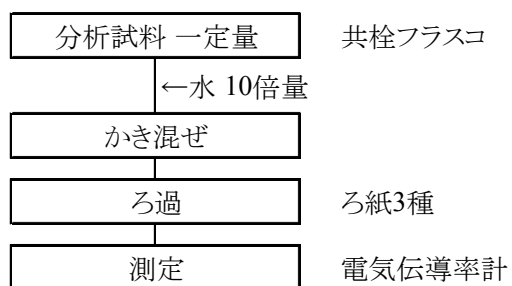 分析試料 一定量 共栓フラスコ
←水 10倍量
かき混ぜ
ろ過 ろ紙3種
測定 電気伝導率計